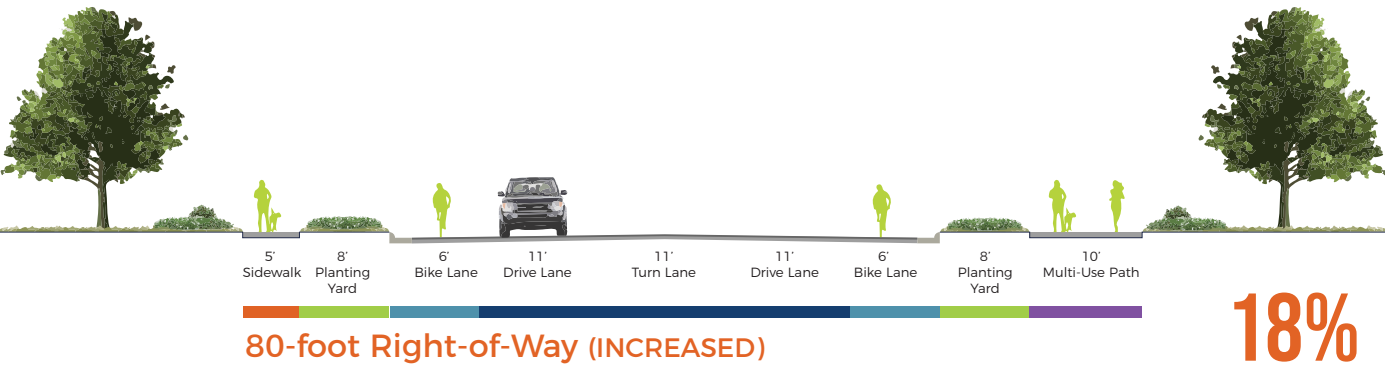 5’ 8’ 6’ 11’ 11’ 11’ 6’ 8’ 10’
Sidewalk Planting Bike Lane Drive Lane Turn Lane Drive Lane Bike Lane Planting Multi-Use Path
Yard Yard
80-foot Right-of-Way (INCREASED)
18%